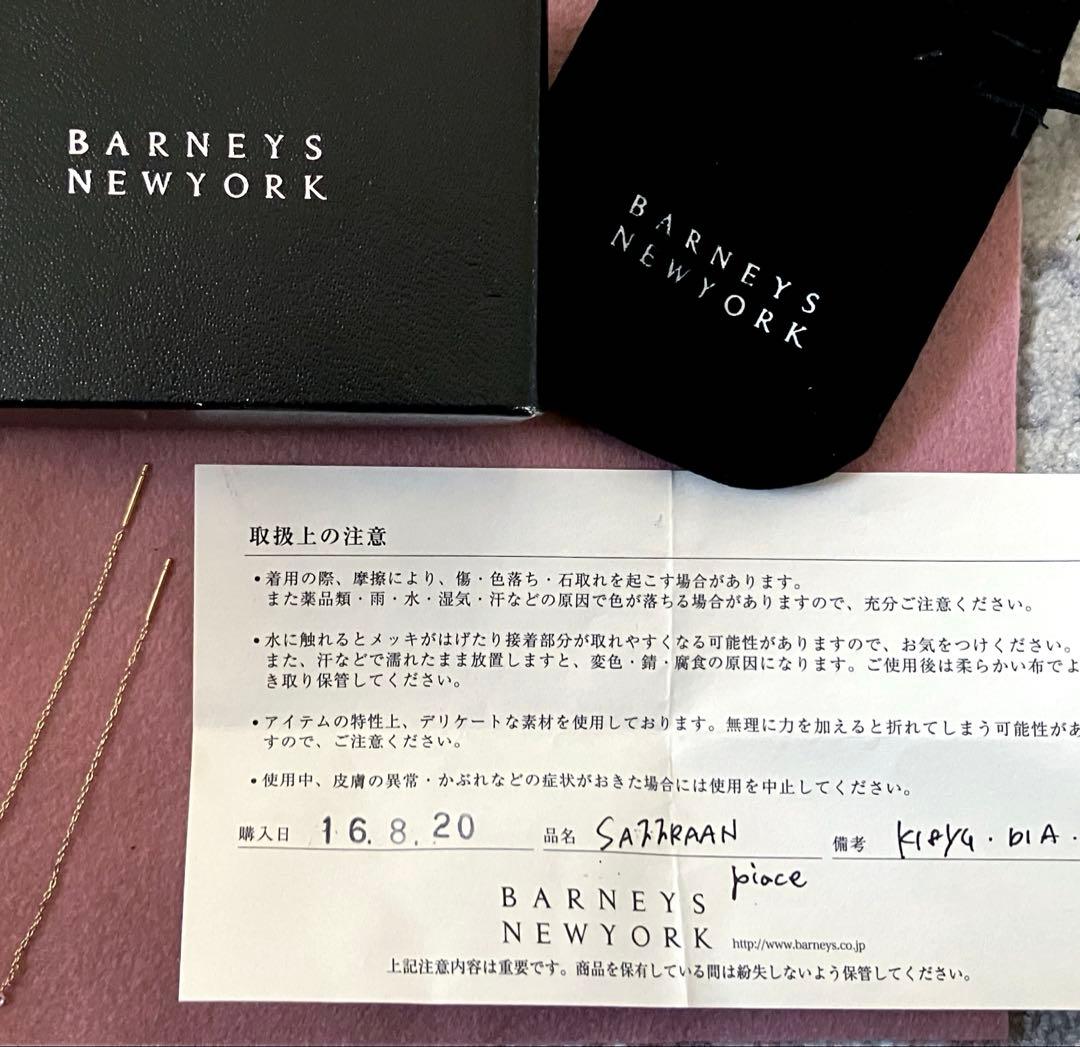 BARNEYS
NEWYORK
BARNEYS
NEWYORK
取扱上の注意
•着用の際、摩擦により、傷・色落ち・石取れを起こす場合があります。
また薬品類・雨・水・湿気・汗などの原因で色が落ちる場合がありますので、充分ご注意ください。
•水に触れるとメッキがはげたり接着部分が取れやすくなる可能性がありますので、お気をつけください。
また、汗などで濡れたまま放置しますと、変色・錆・腐食の原因になります。ご使用後は柔らかい布でよ
き取り保管してください。
•アイテムの特性上、デリケートな素材を使用しております。無理に力を加えると折れてしまう可能性があ
すので、ご注意ください。
•使用中、皮膚の異常・かぶれなどの症状がおきた場合には使用を中止してください。
購入日 16.8.20 品名 SAZZRAAN 備考 K18YG・DIA・
piace
BARNEYS
NEWYORK http://www.barneys.co.jp
上記注意内容は重要です。商品を保有している間は紛失しないよう保管してください。